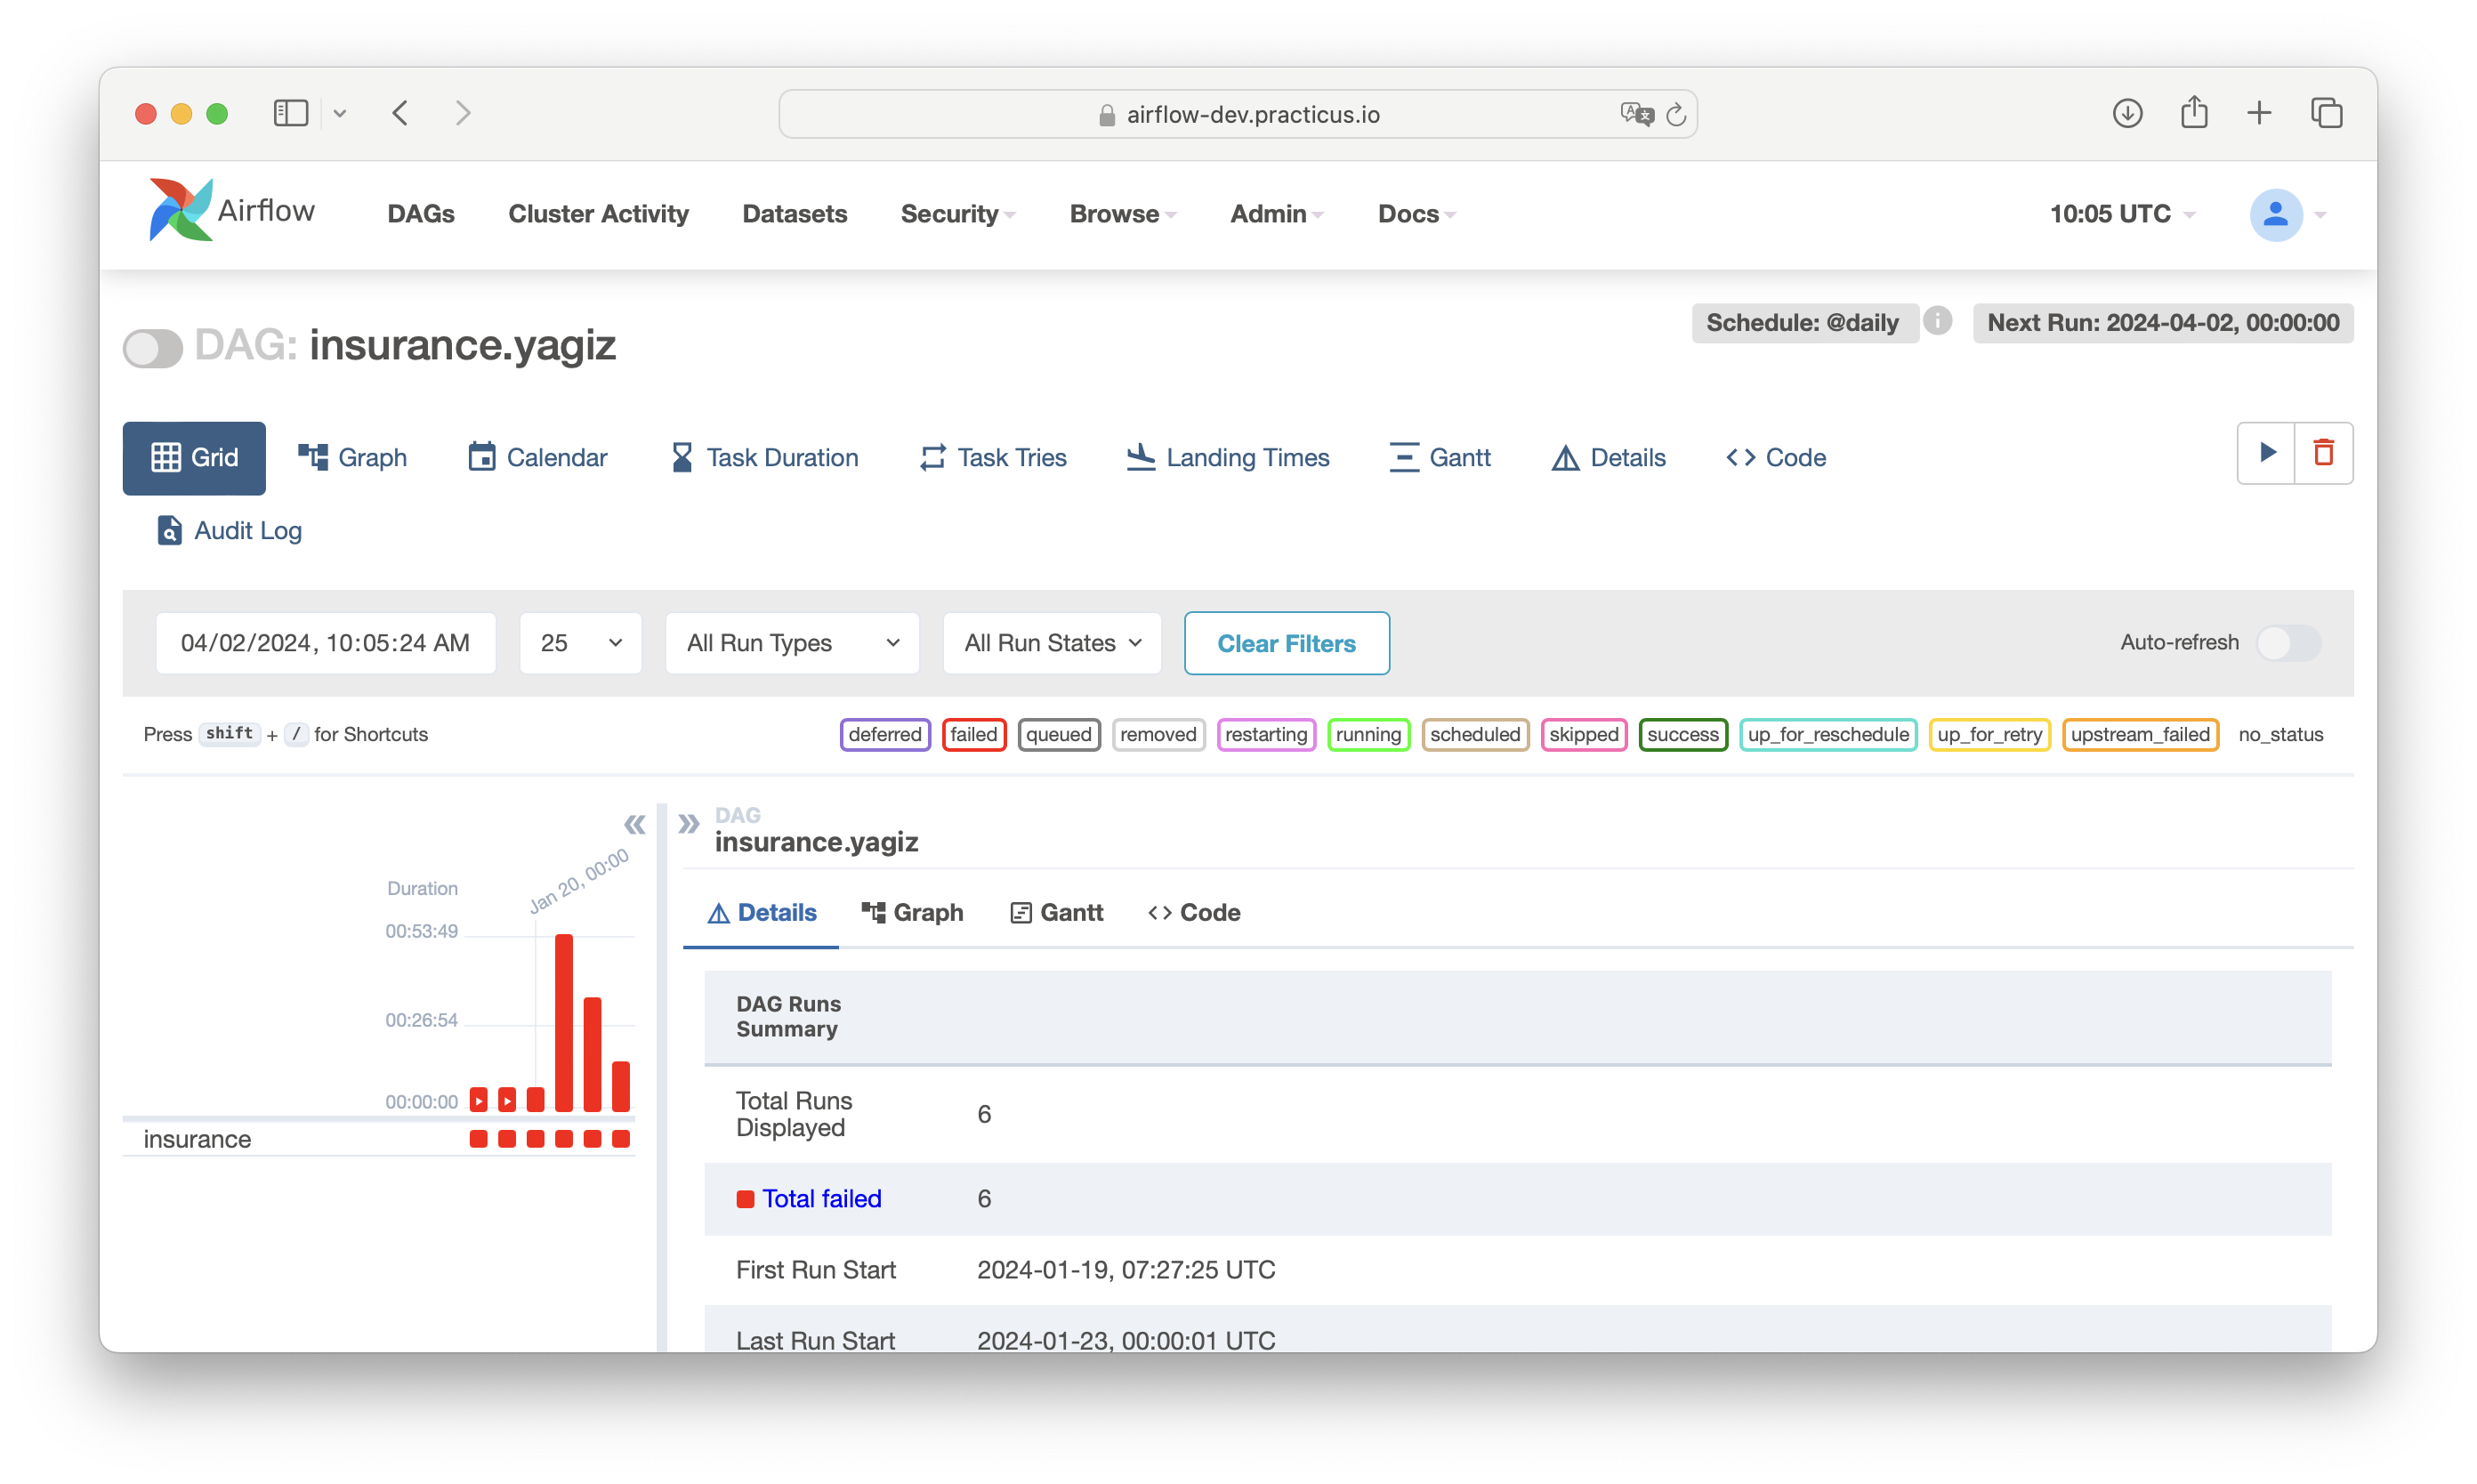 airflow-dev.practicus.io
Airflow DAGs Cluster Activity Datasets Security Browse Admin Docs 10:05 UTC
Schedule: @daily Next Run: 2024-04-02, 00:00:00
DAG: insurance.yagiz
Grid Graph Calendar Task Duration Task Tries Landing Times Gantt Details Code
Audit Log
04/02/2024, 10:05:24 AM 25 All Run Types All Run States Clear Filters Auto-refresh
Press shift + / for Shortcuts deferred failed queued removed restarting running scheduled skipped success up_for_reschedule up_for_retry upstream_failed no_status
DAG
insurance.yagiz
Jan 20, 00:00
Duration
00:53:49
00:26:54
00:00:00
insurance
Details Graph Gantt Code
DAG Runs
Summary
Total Runs
Displayed
6
Total failed 6
First Run Start 2024-01-19, 07:27:25 UTC
Last Run Start 2024-01-23, 00:00:01 UTC